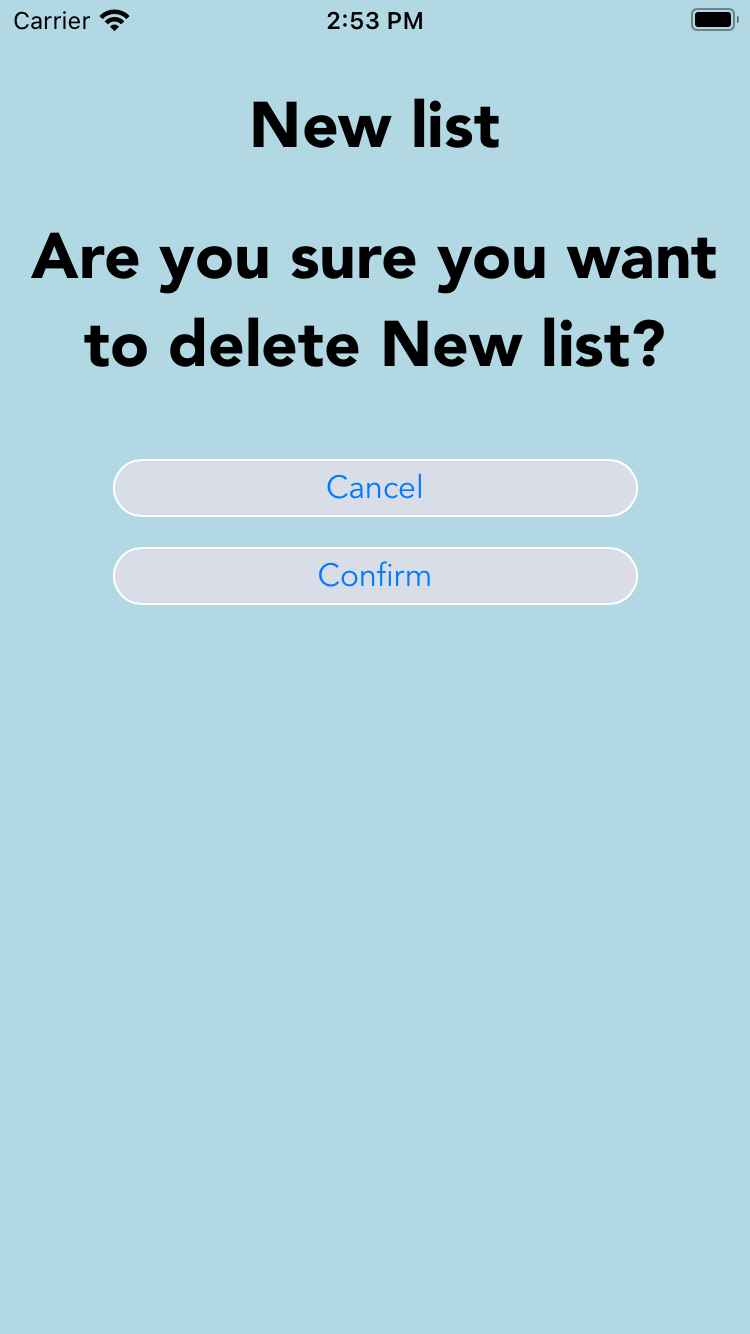 Carrier 2:53 PM
New list
Are you sure you want
to delete New list?
Cancel
Confirm